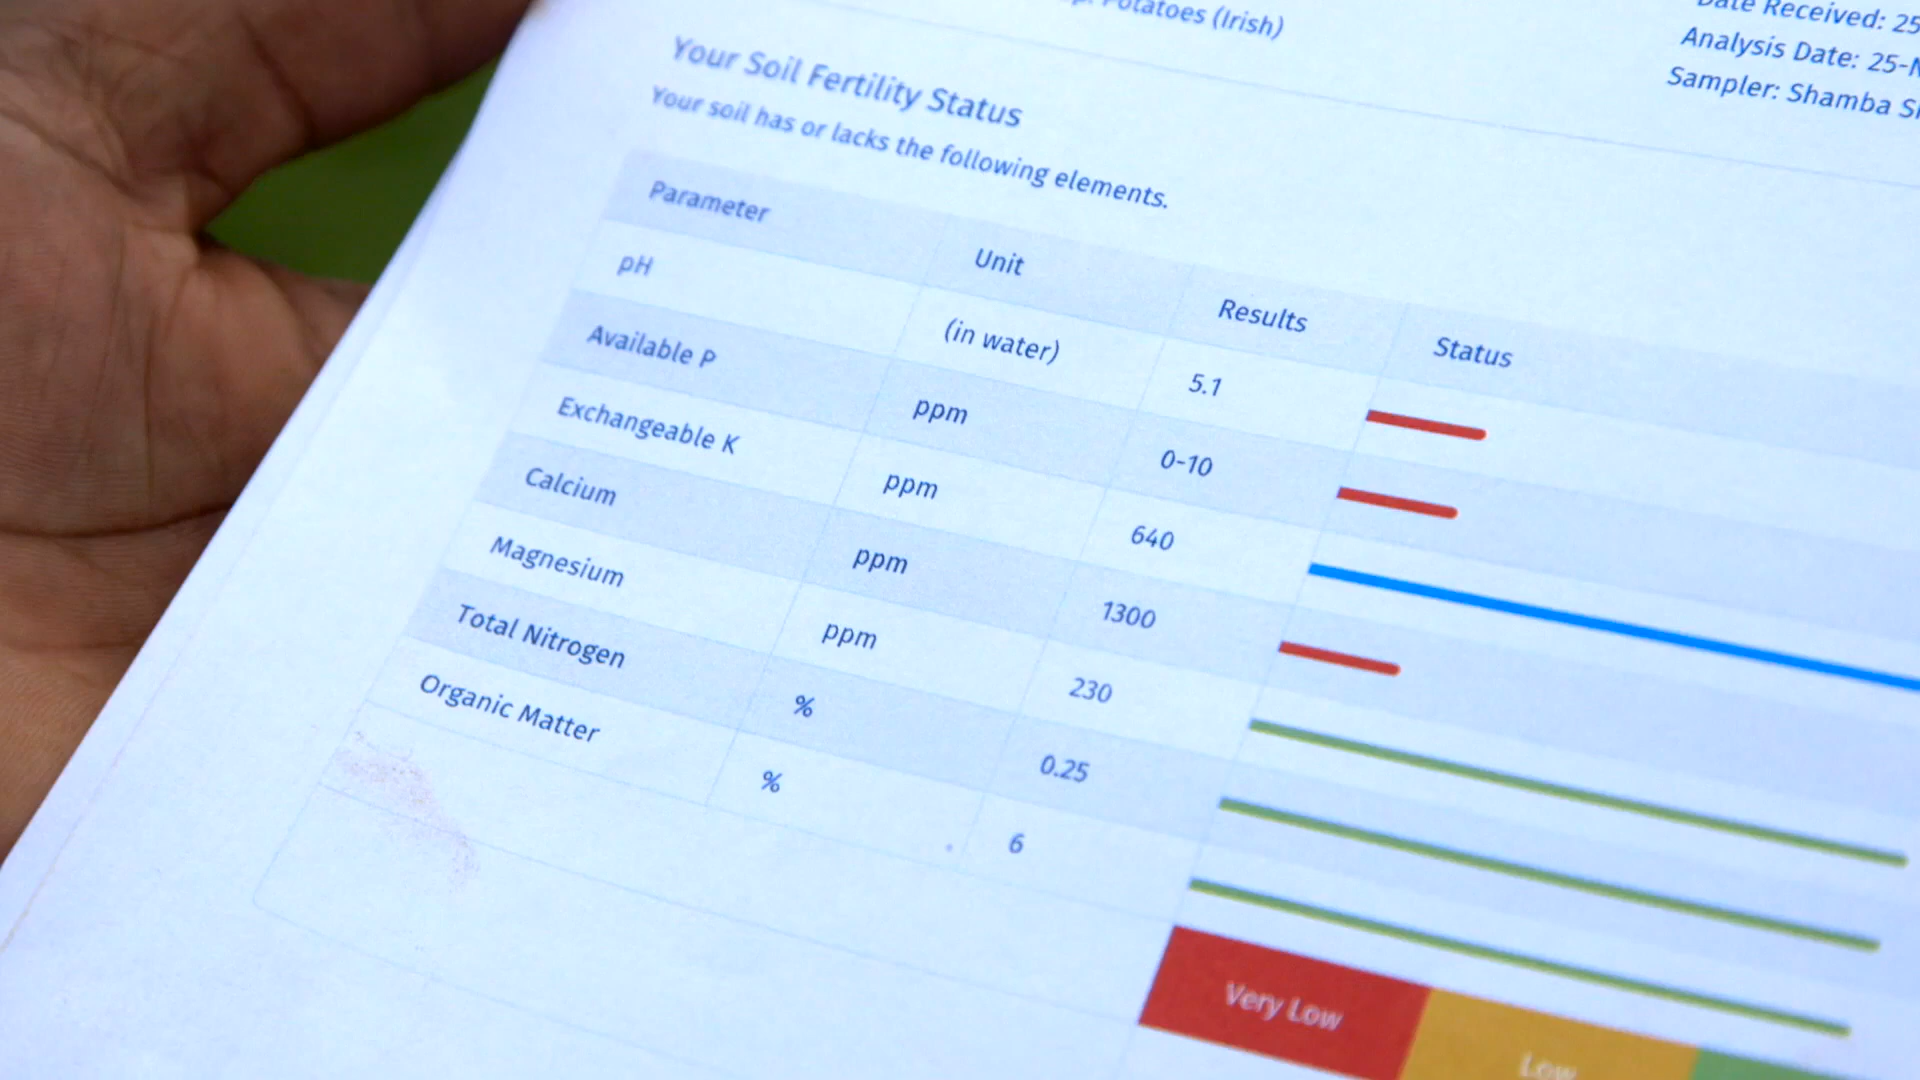 Potatoes (Irish)
Date Received: 25
Analysis Date: 25-
Sampler: Shamba
Your Soil Fertility Status
Your soil has or lacks the following elements.
Parameter Unit Results Status
pH (in water) 5.1
Available P ppm 0-10
Exchangeable K ppm 640
Calcium ppm 1300
Magnesium ppm 230
Total Nitrogen % 0.25
Organic Matter % 6
Very Low Low